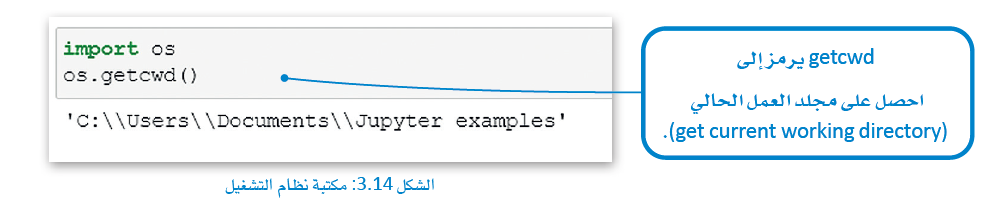 import os
os.getcwd()
'C:\\Users\\Documents\\Jupyter examples'
getcwd يرمز إلى
احصل على مجلد العمل الحالي
(get current working directory).
الشكل 3.14: مكتبة نظام التشغيل